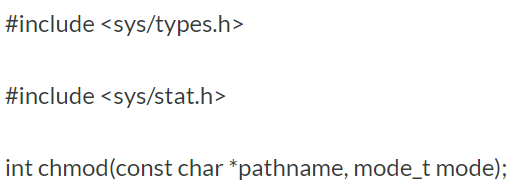 #include <sys/types.h>
#include <sys/stat.h>
int chmod(const char *pathname, mode_t mode);